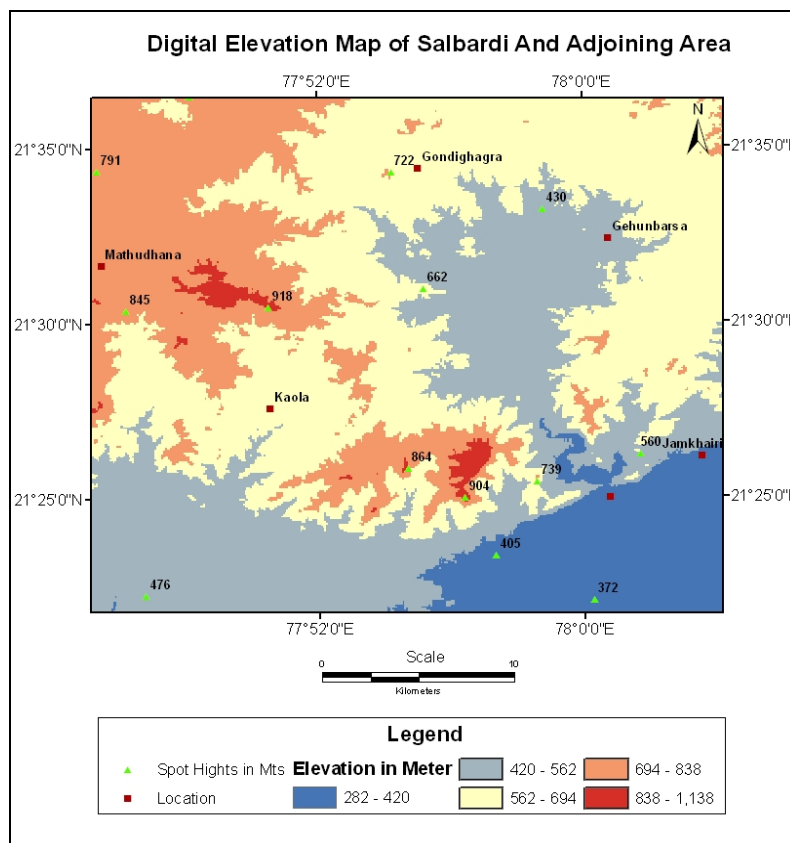 Digital Elevation Map of Salbardi And Adjoining Area
77°52'0"E 78°0'0"E
N
21°35'0"N 21°35'0"N
791 722 Gondighagra
430
Gehunbarsa
Mathudhana
662
845 918
21°30'0"N 21°30'0"N
Kaola
864 739 560 Jamkhairi
904
21°25'0"N 21°25'0"N
405
476 372
77°52'0"E 78°0'0"E
Scale
0 10
Kilometers
Legend
Spot Hights in Mts Elevation in Meter 420 - 562 694 - 838
Location 282 - 420 562 - 694 838 - 1,138